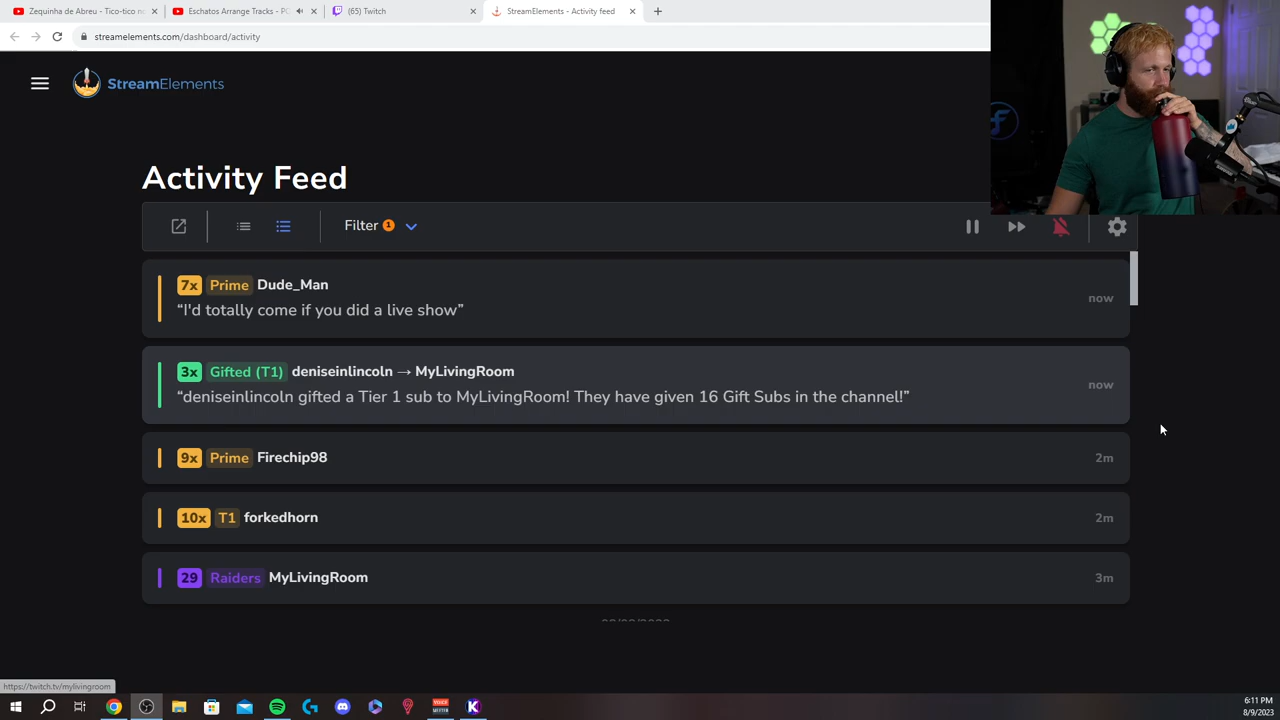 Zequinha de Abreu - Tico-tico no
Eschatos Arrange Tracks - PC
(65) Twitch
StreamElements - Activity feed
streamelements.com/dashboard/activity
StreamElements
Activity Feed
Filter 1
7x Prime Dude_Man
“I'd totally come if you did a live show”
now
3x Gifted (T1) deniseinlincoln → MyLivingRoom
“deniseinlincoln gifted a Tier 1 sub to MyLivingRoom! They have given 16 Gift Subs in the channel!”
now
9x Prime Firechip98
2m
10x T1 forkedhorn
2m
29 Raiders MyLivingRoom
3m
https://twitch.tv/mylivingroom
6:11 PM
8/9/2023